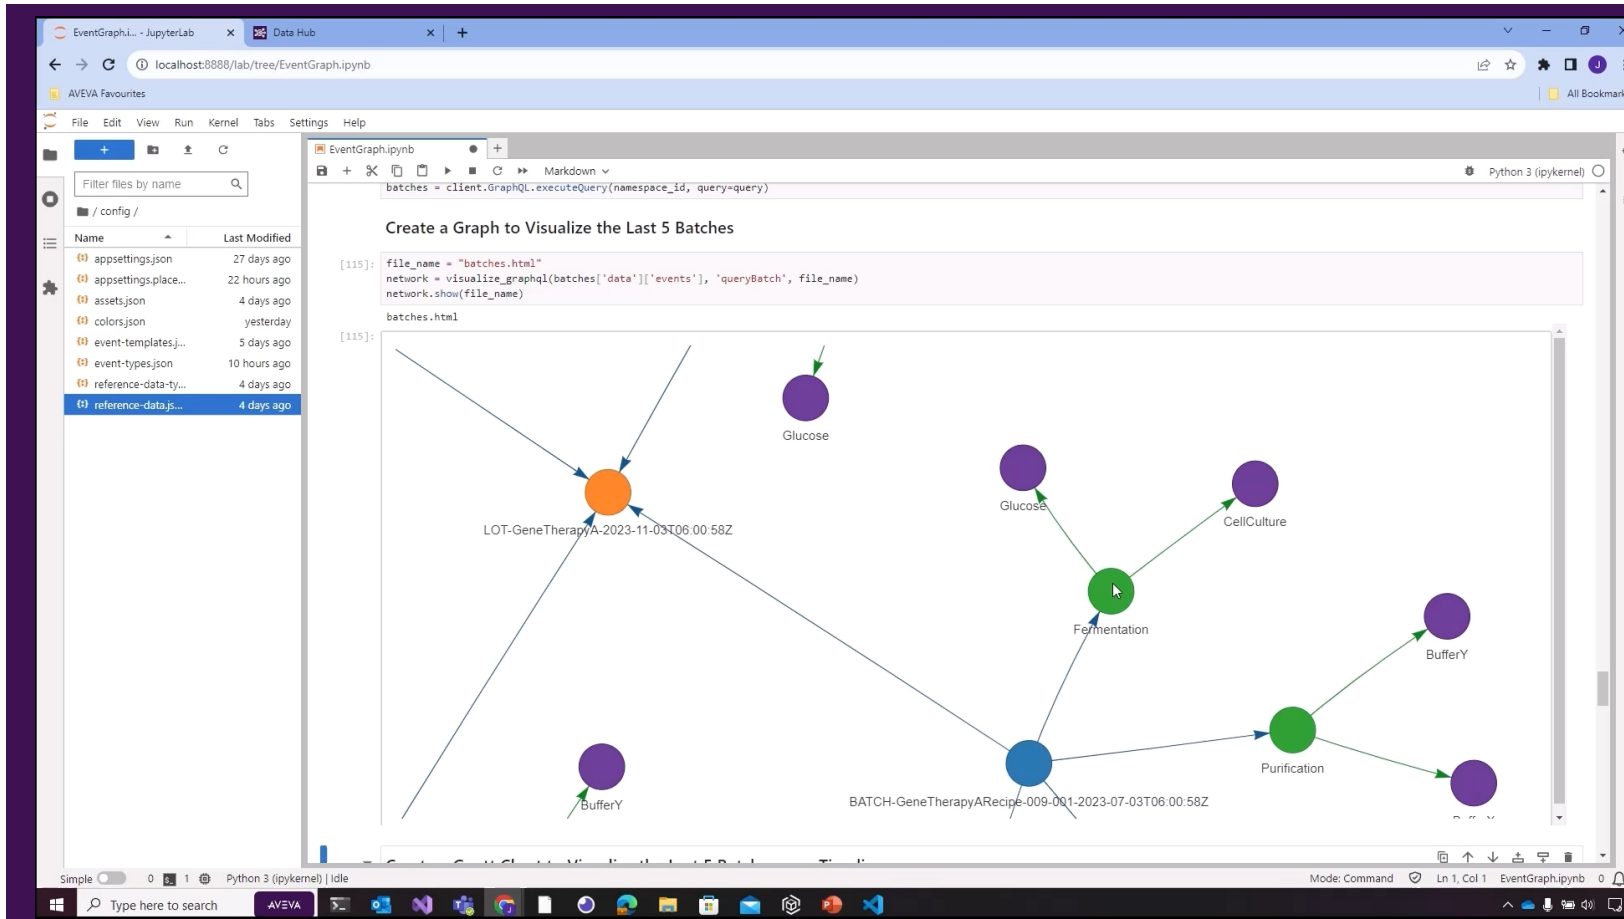 EventGraph.i... - JupyterLab
Data Hub
localhost:8888/lab/tree/EventGraph.ipynb
J
AVEVA Favourites
All Bookmark
File Edit View Run Kernel Tabs Settings Help
EventGraph.ipynb
Markdown
Python 3 (ipykernel)
Filter files by name
/ config /
Name Last Modified
appsettings.json 27 days ago
appsettings.place... 22 hours ago
assets.json 4 days ago
colors.json yesterday
event-templates.j... 5 days ago
event-types.json 10 hours ago
reference-data-ty... 4 days ago
reference-data.js... 4 days ago
batches = client.GraphQL.executeQuery(namespace_id, query=query)
Create a Graph to Visualize the Last 5 Batches
[115]: file_name = "batches.html"
network = visualize_graphql(batches['data']['events'], 'queryBatch', file_name)
network.show(file_name)
batches.html
[115]:
Glucose
Glucose
CellCulture
LOT-GeneTherapyA-2023-11-03T06:00:58Z
Fermentation
BufferY
Purification
BufferY
BATCH-GeneTherapyARecipe-009-001-2023-07-03T06:00:58Z
Simple 0 1 Python 3 (ipykernel) | Idle
Mode: Command Ln 1, Col 1 EventGraph.ipynb 0
Type here to search
AVEVA